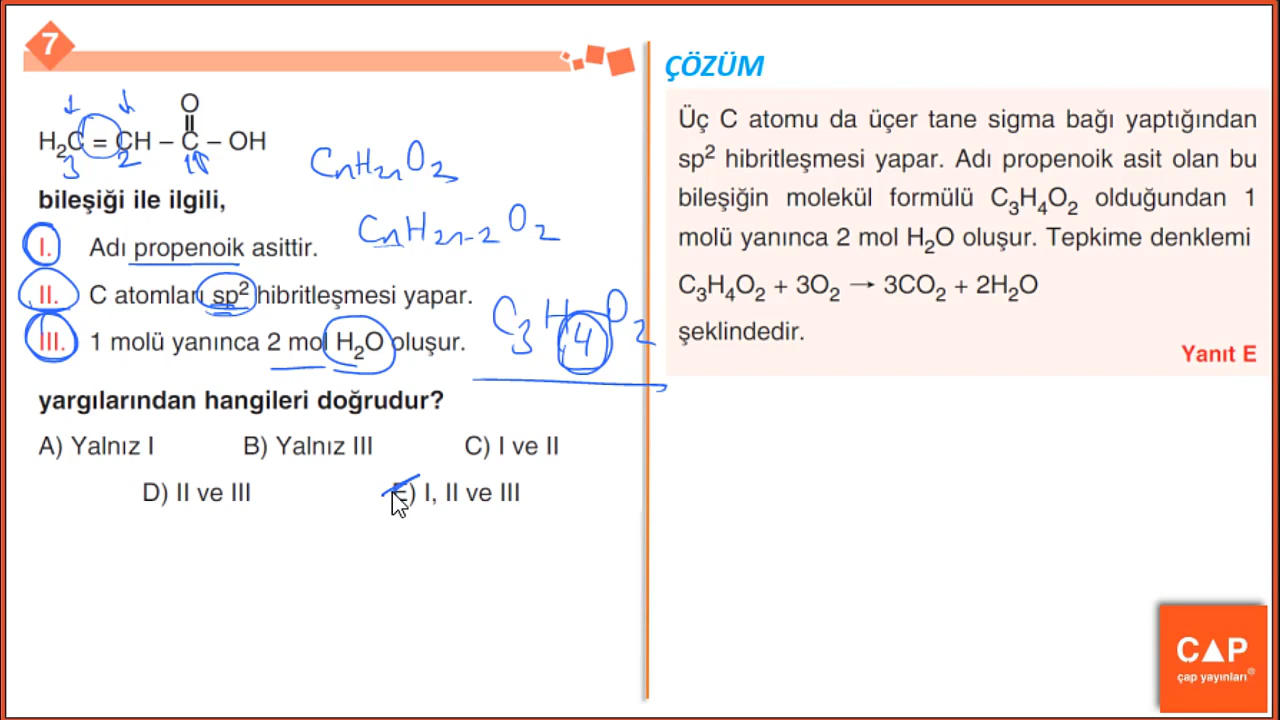 7
O
H₂C = CH – C – OH
3 2 1
CnH2nO2
bileşiği ile ilgili,
CnH2n-2O2
I. Adı propenoik asittir.
II. C atomları sp² hibritleşmesi yapar.
C3H4O2
III. 1 molü yanınca 2 mol H₂O oluşur.
yargılarından hangileri doğrudur?
A) Yalnız I B) Yalnız III C) I ve II
D) II ve III E) I, II ve III
ÇÖZÜM
Üç C atomu da üçer tane sigma bağı yaptığından
sp² hibritleşmesi yapar. Adı propenoik asit olan bu
bileşiğin molekül formülü C₃H₄O₂ olduğundan 1
molü yanınca 2 mol H₂O oluşur. Tepkime denklemi
C₃H₄O₂ + 3O₂ → 3CO₂ + 2H₂O
şeklindedir.
Yanıt E
ÇAP
çap yayınları®